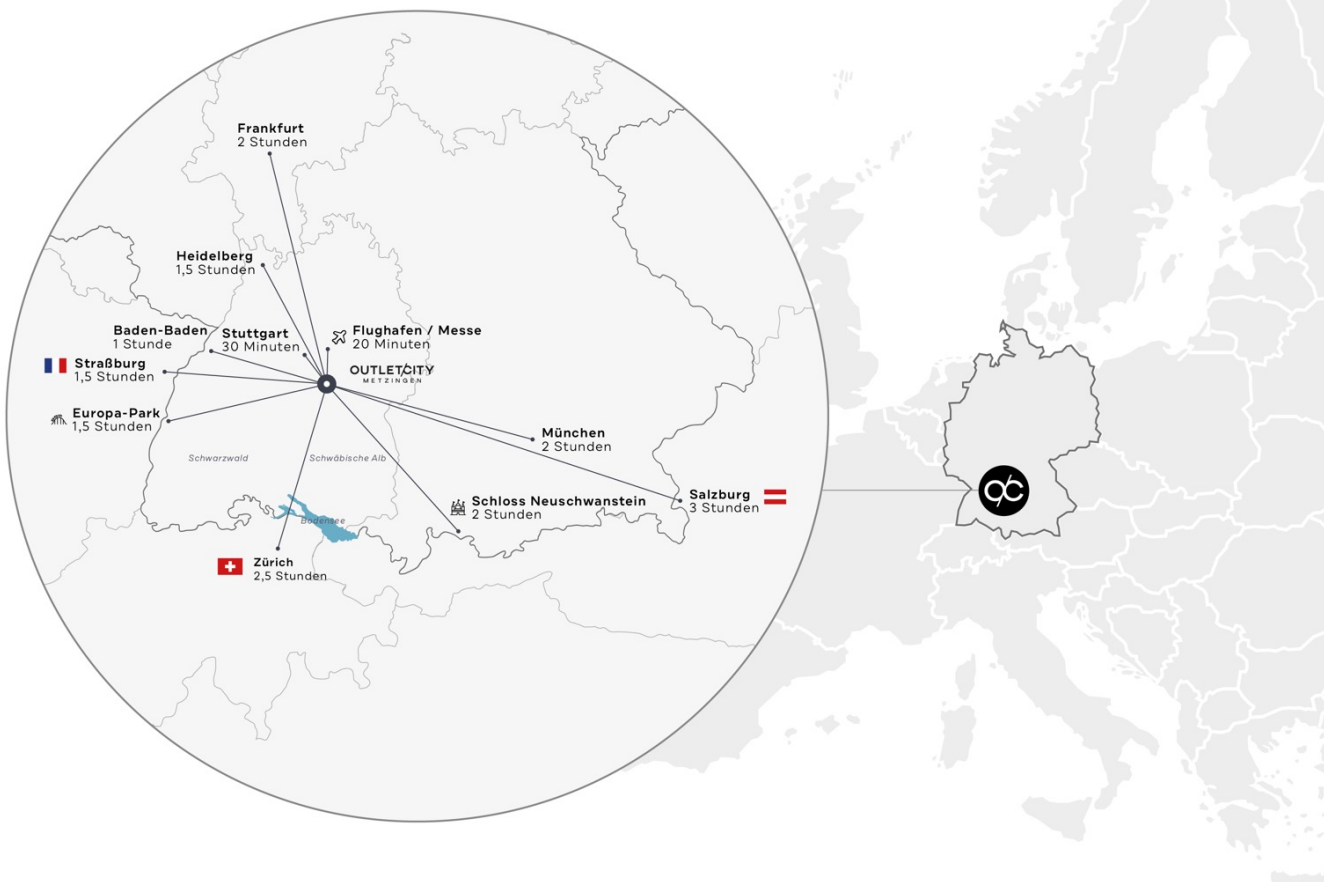 Frankfurt
2 Stunden
Heidelberg
1,5 Stunden
Baden-Baden
1 Stunde
Stuttgart
30 Minuten
Flughafen / Messe
20 Minuten
Straßburg
1,5 Stunden
OUTLETCITY
METZINGEN
Europa-Park
1,5 Stunden
München
2 Stunden
Schwarzwald
Schwäbische Alb
Schloss Neuschwanstein
2 Stunden
Salzburg
3 Stunden
Bodensee
Zürich
2,5 Stunden
oc